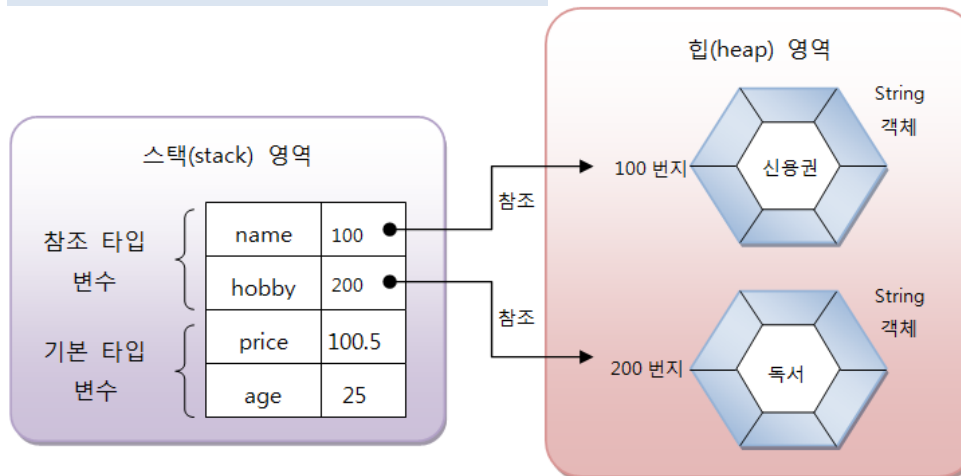 힙(heap) 영역
String
객체
신용권
100 번지
참조
스택(stack) 영역
참조 타입
변수
name 100
hobby 200
기본 타입
변수
price 100.5
age 25
참조
String
객체
200 번지
독서